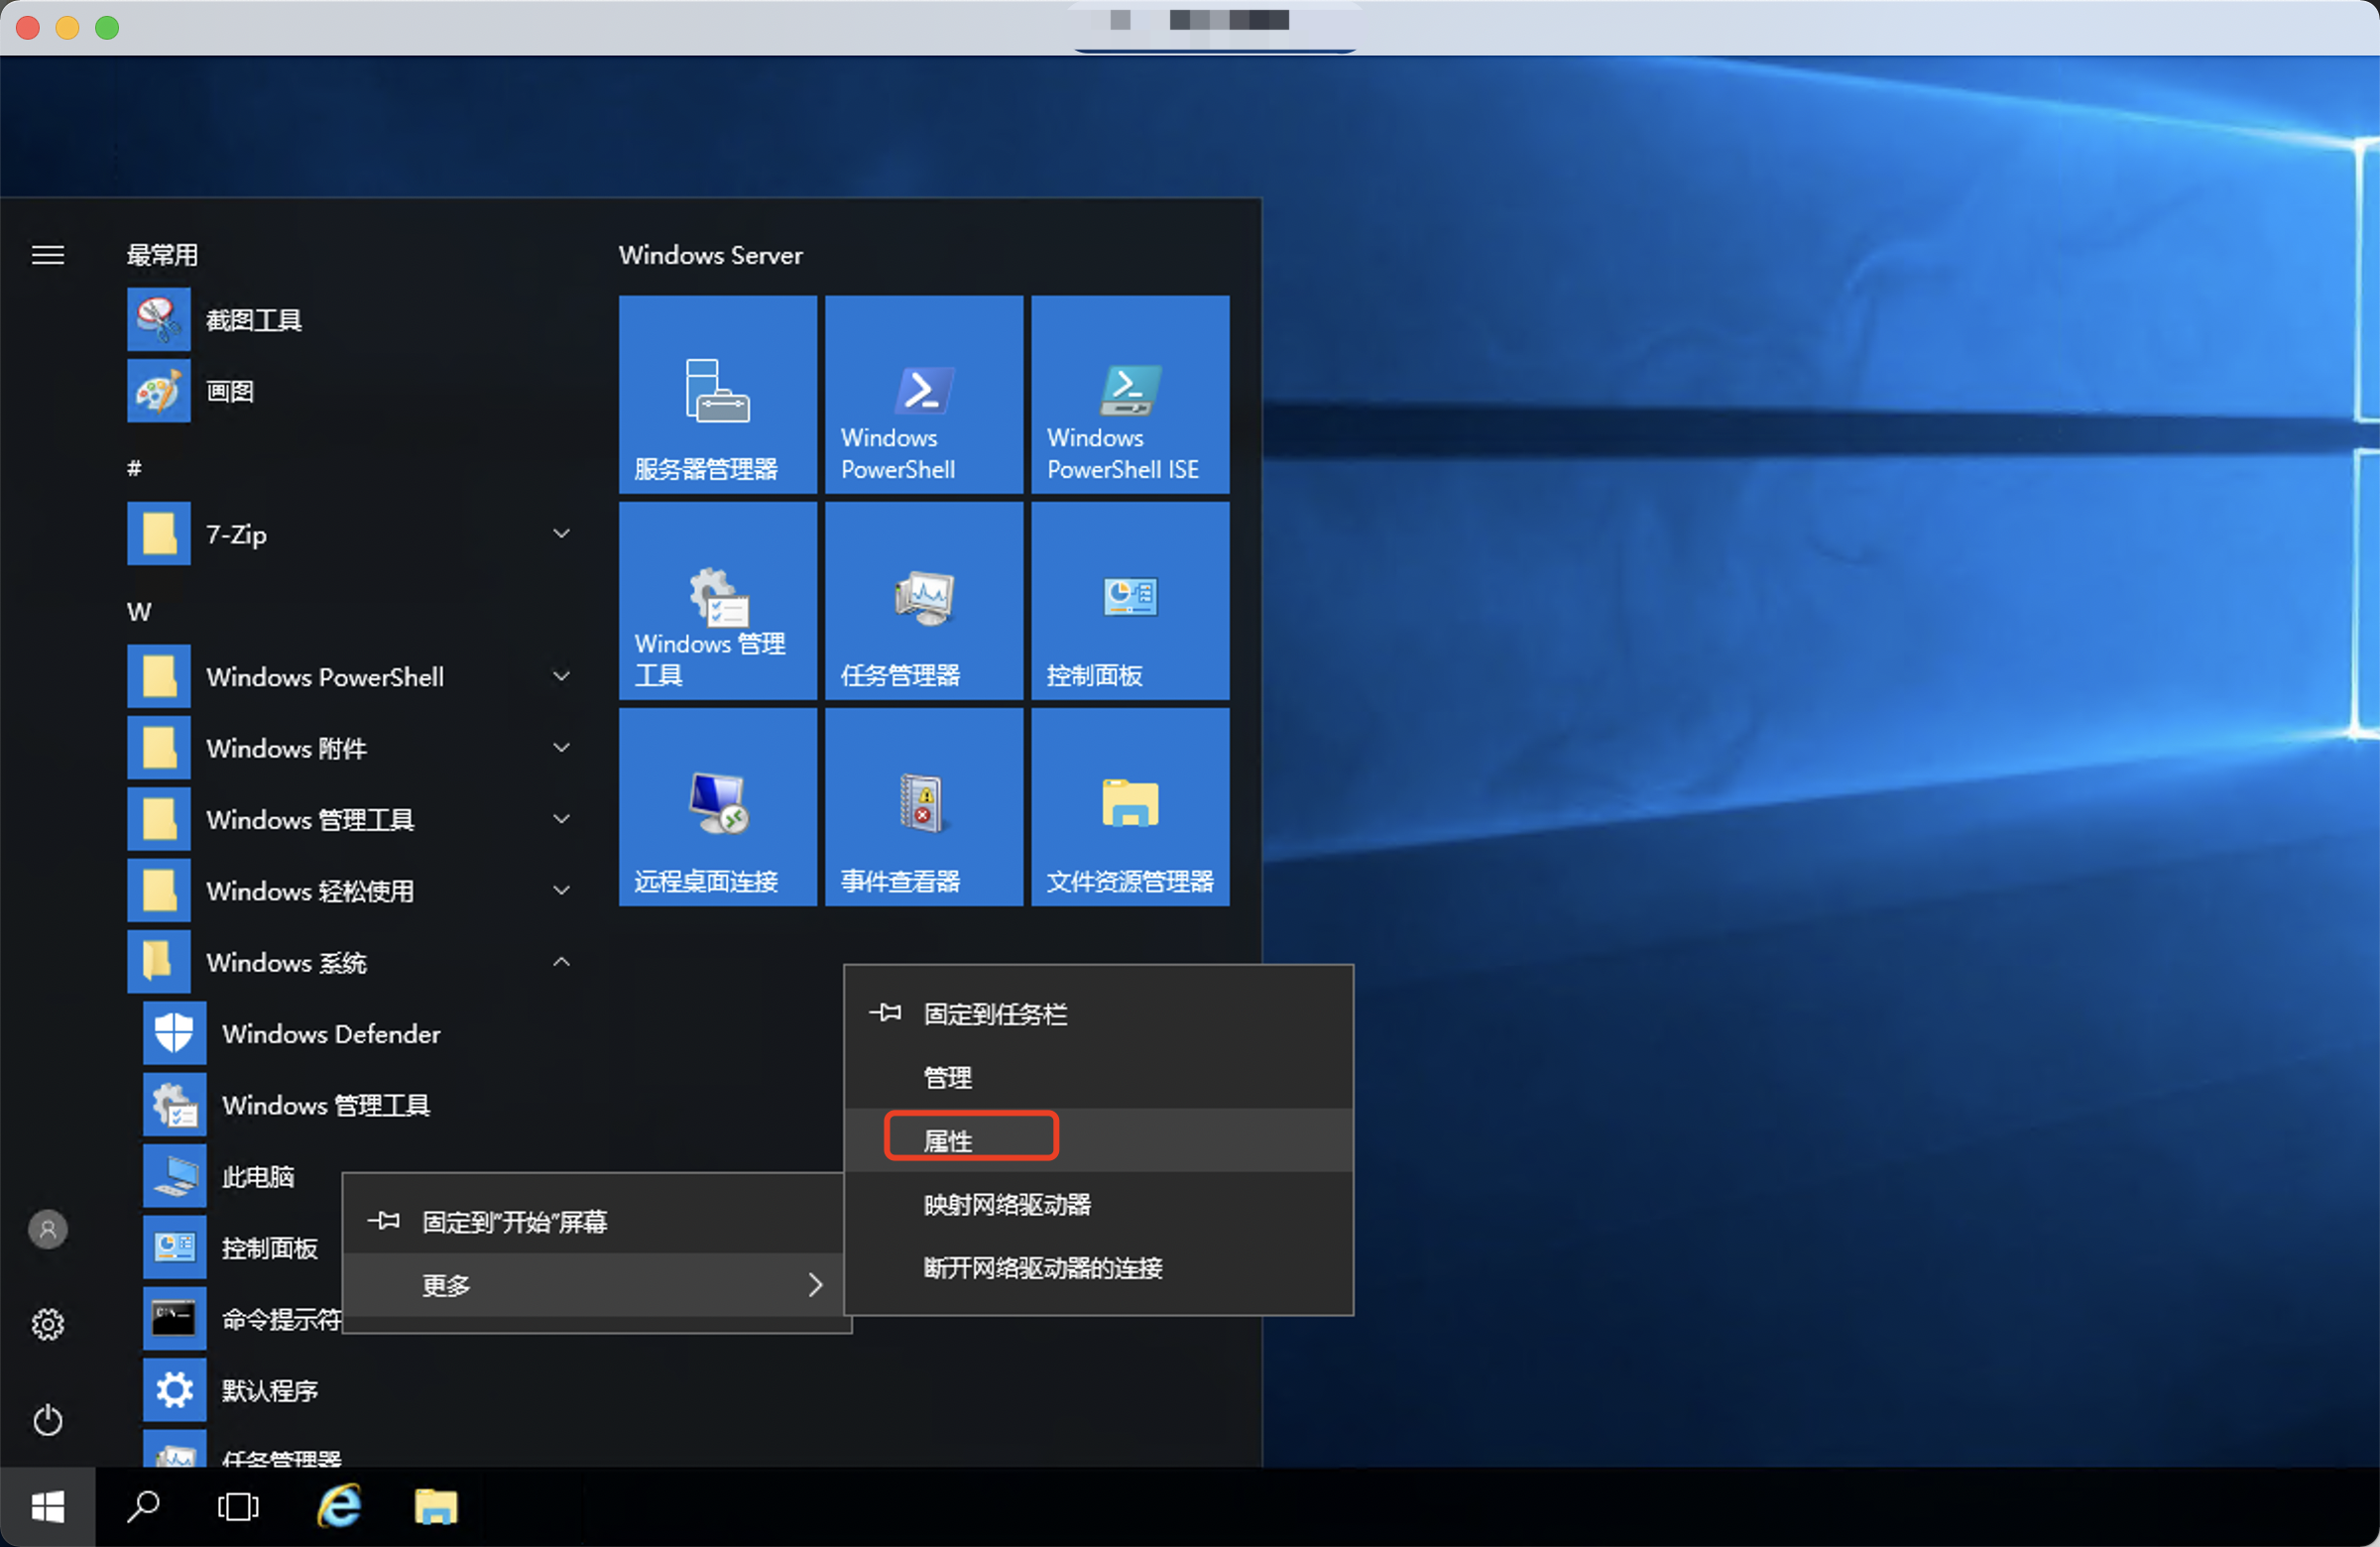 最常用
截图工具
画图
#
7-Zip
W
Windows PowerShell
Windows 附件
Windows 管理工具
Windows 轻松使用
Windows 系统
Windows Defender
Windows 管理工具
此电脑
控制面板
命令提示符
默认程序
任务管理器
Windows Server
服务器管理器
Windows
PowerShell
Windows
PowerShell ISE
Windows 管理
工具
任务管理器
控制面板
远程桌面连接
事件查看器
文件资源管理器
固定到"开始"屏幕
更多
固定到任务栏
管理
属性
映射网络驱动器
断开网络驱动器的连接